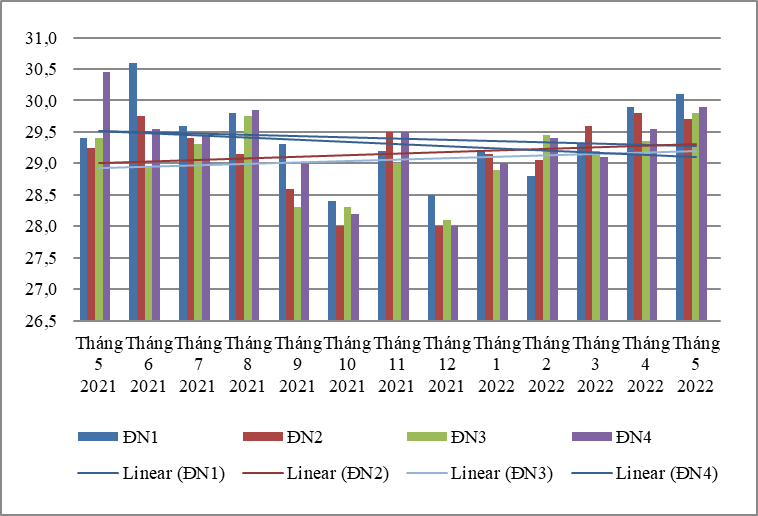 31,0
30,5
30,0
29,5
29,0
28,5
28,0
27,5
27,0
26,5
Tháng Tháng Tháng Tháng Tháng Tháng Tháng Tháng Tháng Tháng Tháng Tháng Tháng
5 6 7 8 9 10 11 12 1 2 3 4 5
2021 2021 2021 2021 2021 2021 2021 2021 2022 2022 2022 2022 2022
ĐN1 ĐN2 ĐN3 ĐN4
Linear (ĐN1) Linear (ĐN2) Linear (ĐN3) Linear (ĐN4)